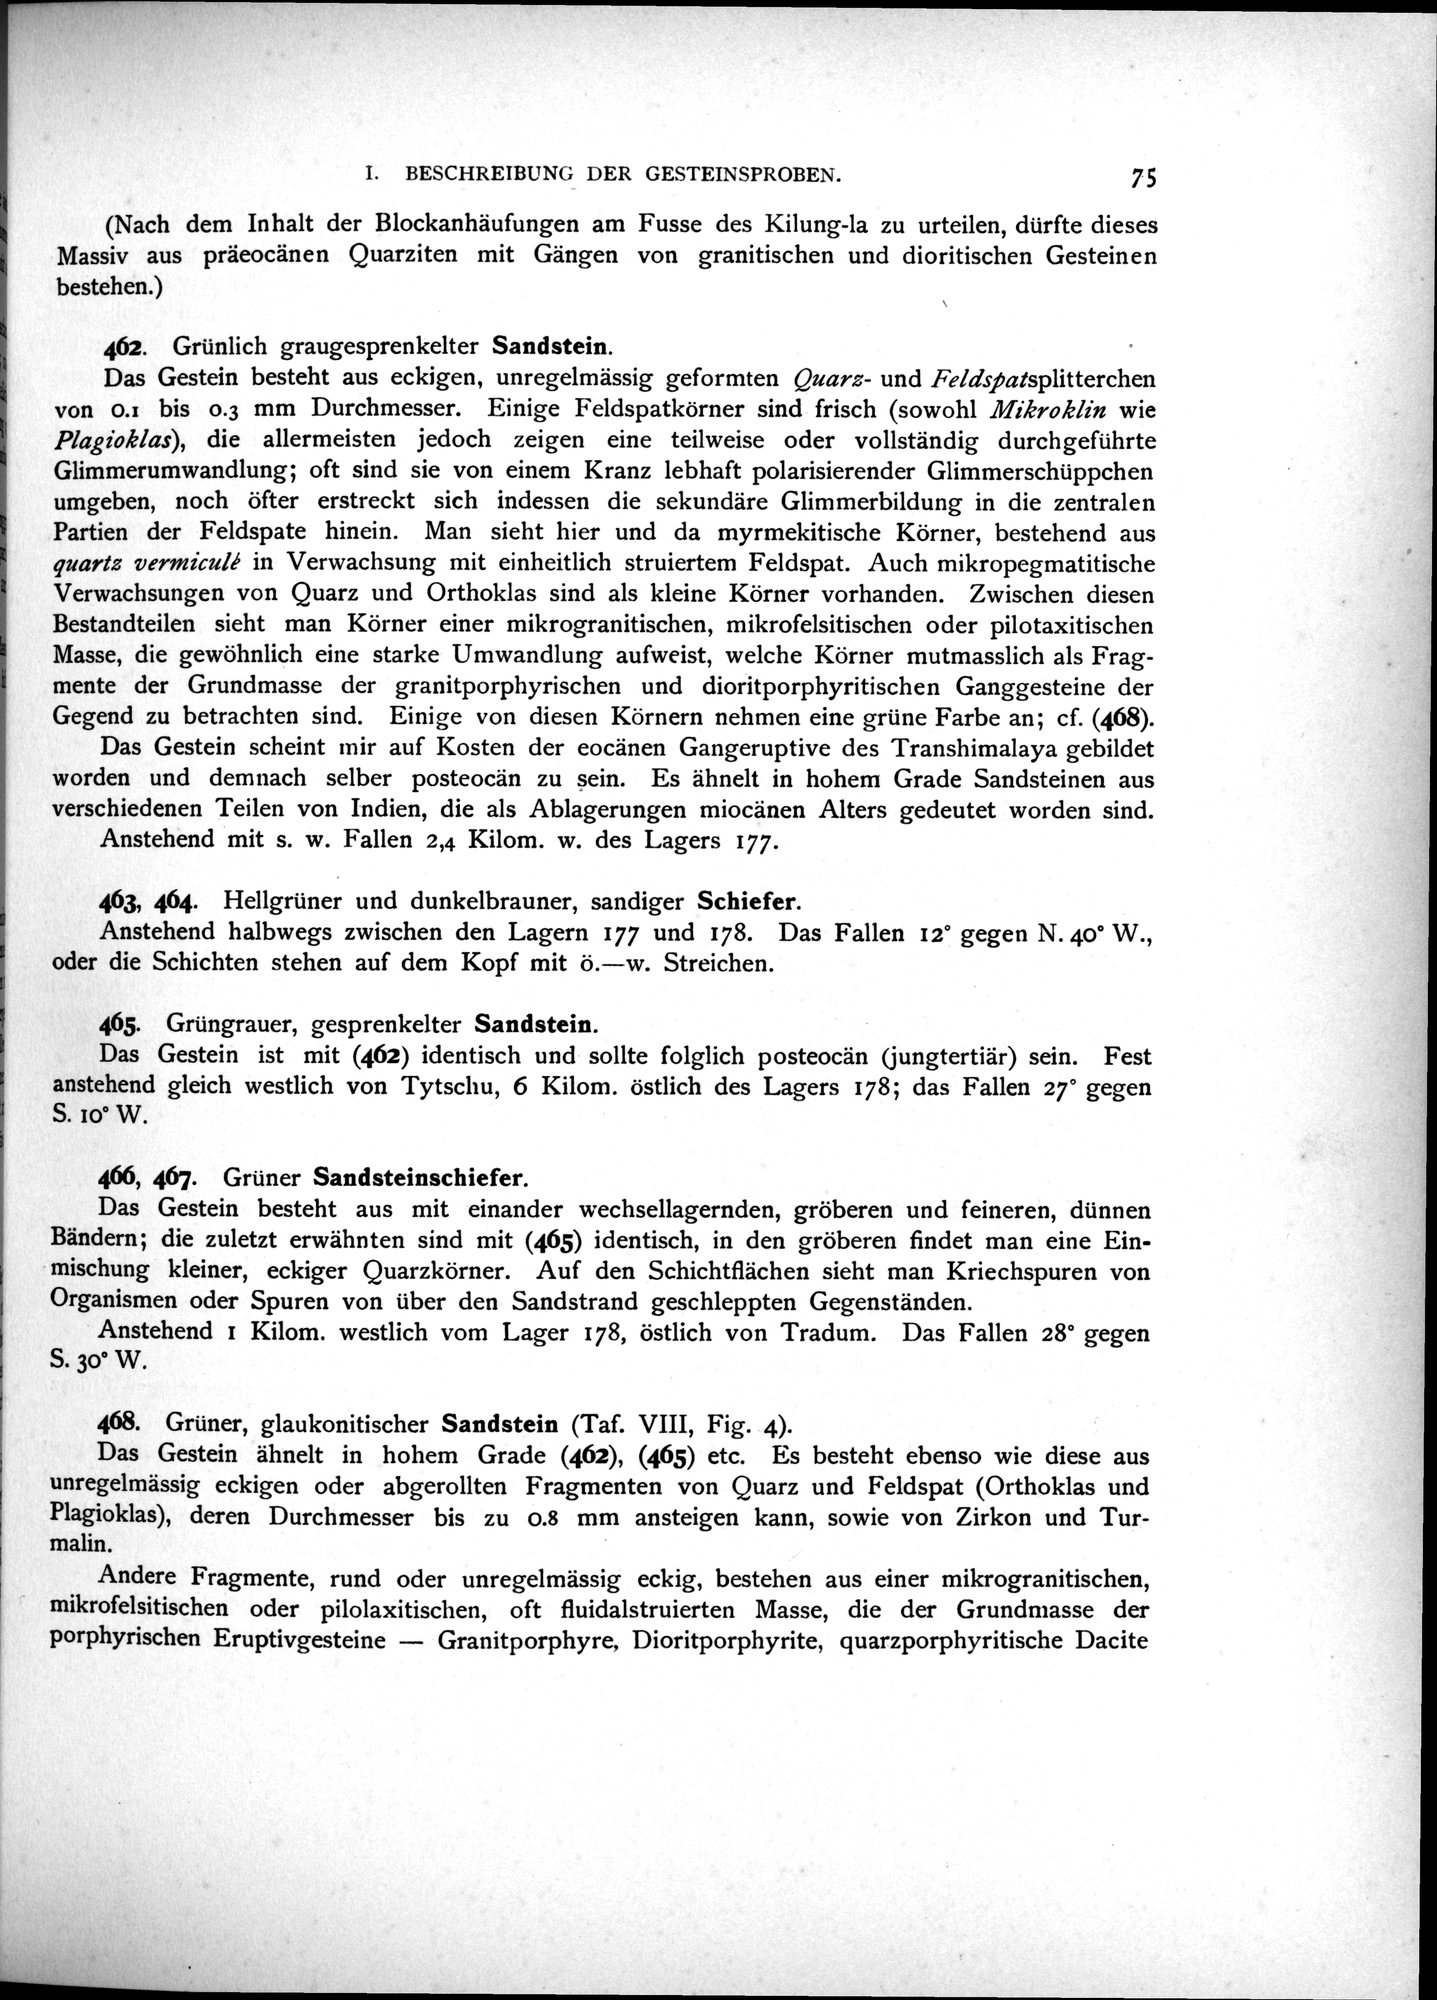 I. BESCHREIBUNG DER GESTEINSPROBEN. 75
(Nach dem Inhalt der Blockanhäufungen am Fusse des Kilung-la zu urteilen, dürfte dieses
Massiv aus präeocänen Quarziten mit Gängen von granitischen und dioritischen Gesteinen
bestehen.)
462. Grünlich graugesprenkelter Sandstein.
Das Gestein besteht aus eckigen, unregelmässig geformten Quarz- und Feldspatsplitterchen
von 0.1 bis 0.3 mm Durchmesser. Einige Feldspatkörner sind frisch (sowohl Mikroklin wie
Plagioklas), die allermeisten jedoch zeigen eine teilweise oder vollständig durchgeführte
Glimmerumwandlung; oft sind sie von einem Kranz lebhaft polarisierender Glimmerschüppchen
umgeben, noch öfter erstreckt sich indessen die sekundäre Glimmerbildung in die zentralen
Partien der Feldspate hinein. Man sieht hier und da myrmekitische Körner, bestehend aus
quartz vermiculé in Verwachsung mit einheitlich struiertem Feldspat. Auch mikropegmatitische
Verwachsungen von Quarz und Orthoklas sind als kleine Körner vorhanden. Zwischen diesen
Bestandteilen sieht man Körner einer mikrogranitischen, mikrofelsitischen oder pilotaxitischen
Masse, die gewöhnlich eine starke Umwandlung aufweist, welche Körner mutmasslich als Frag-
mente der Grundmasse der granitporphyrischen und dioritporphyritischen Ganggesteine der
Gegend zu betrachten sind. Einige von diesen Körnern nehmen eine grüne Farbe an; cf. (468).
Das Gestein scheint mir auf Kosten der eocänen Gangeruptive des Transhimalaya gebildet
worden und demnach selber posteocän zu sein. Es ähnelt in hohem Grade Sandsteinen aus
verschiedenen Teilen von Indien, die als Ablagerungen miocänen Alters gedeutet worden sind.
Anstehend mit s. w. Fallen 2,4 Kilom. w. des Lagers 177.
463, 464. Hellgrüner und dunkelbrauner, sandiger Schiefer.
Anstehend halbwegs zwischen den Lagern 177 und 178. Das Fallen 12° gegen N. 40° W.,
oder die Schichten stehen auf dem Kopf mit ö.—w. Streichen.
465. Grüngrauer, gesprenkelter Sandstein.
Das Gestein ist mit (462) identisch und sollte folglich posteocän (jungtertiär) sein. Fest
anstehend gleich westlich von Tytschu, 6 Kilom. östlich des Lagers 178; das Fallen 27° gegen
S. 10° W.
466, 467. Grüner Sandsteinschiefer.
Das Gestein besteht aus mit einander wechsellagernden, gröberen und feineren, dünnen
Bändern; die zuletzt erwähnten sind mit (465) identisch, in den gröberen findet man eine Ein-
mischung kleiner, eckiger Quarzkörner. Auf den Schichtflächen sieht man Kriechspuren von
Organismen oder Spuren von über den Sandstrand geschleppten Gegenständen.
Anstehend 1 Kilom. westlich vom Lager 178, östlich von Tradum. Das Fallen 28° gegen
S. 30° W.
468. Grüner, glaukonitischer Sandstein (Taf. VIII, Fig. 4).
Das Gestein ähnelt in hohem Grade (462), (465) etc. Es besteht ebenso wie diese aus
unregelmässig eckigen oder abgerollten Fragmenten von Quarz und Feldspat (Orthoklas und
Plagioklas), deren Durchmesser bis zu 0.8 mm ansteigen kann, sowie von Zirkon und Tur-
malin.
Andere Fragmente, rund oder unregelmässig eckig, bestehen aus einer mikrogranitischen,
mikrofelsitischen oder pilolaxitischen, oft fluidalstruierten Masse, die der Grundmasse der
porphyrischen Eruptivgesteine — Granitporphyre, Dioritporphyrite, quarzporphyritische Dacite